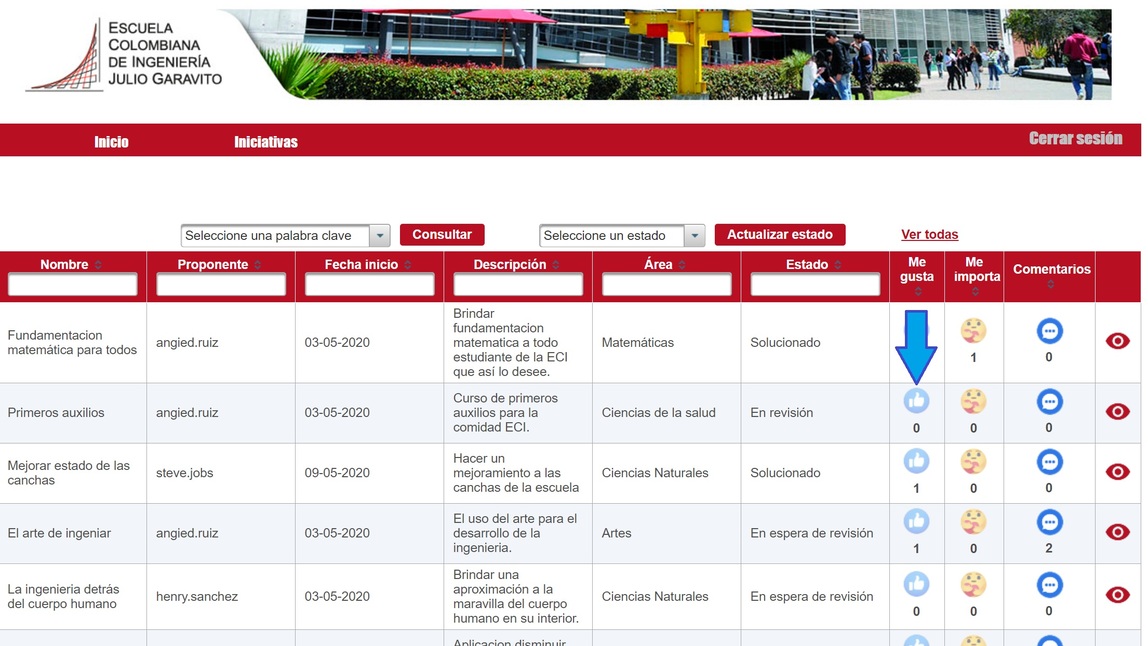 ESCUELA
COLOMBIANA
DE INGENIERÍA
JULIO GARAVITO
Inicio
Iniciativas
Cerrar sesión
Seleccione una palabra clave
Consultar
Seleccione un estado
Actualizar estado
Ver todas
Nombre
Proponente
Fecha inicio
Descripción
Área
Estado
Me
gusta
Me
importa
Comentarios
Fundamentacion
matemática para todos
angied.ruiz
03-05-2020
Brindar
fundamentacion
matematica a todo
estudiante de la ECI
que así lo desee.
Matemáticas
Solucionado
1
0
Primeros auxilios
angied.ruiz
03-05-2020
Curso de primeros
auxilios para la
comidad ECI.
Ciencias de la salud
En revisión
0
0
0
Mejorar estado de las
canchas
steve.jobs
09-05-2020
Hacer un
mejoramiento a las
canchas de la escuela
Ciencias Naturales
Solucionado
1
0
0
El arte de ingeniar
angied.ruiz
03-05-2020
El uso del arte para el
desarrollo de la
ingenieria.
Artes
En espera de revisión
1
0
2
La ingenieria detrás
del cuerpo humano
henry.sanchez
03-05-2020
Brindar una
aproximación a la
maravilla del cuerpo
humano en su interior.
Ciencias Naturales
En espera de revisión
0
0
0
Aplicacion disminuir